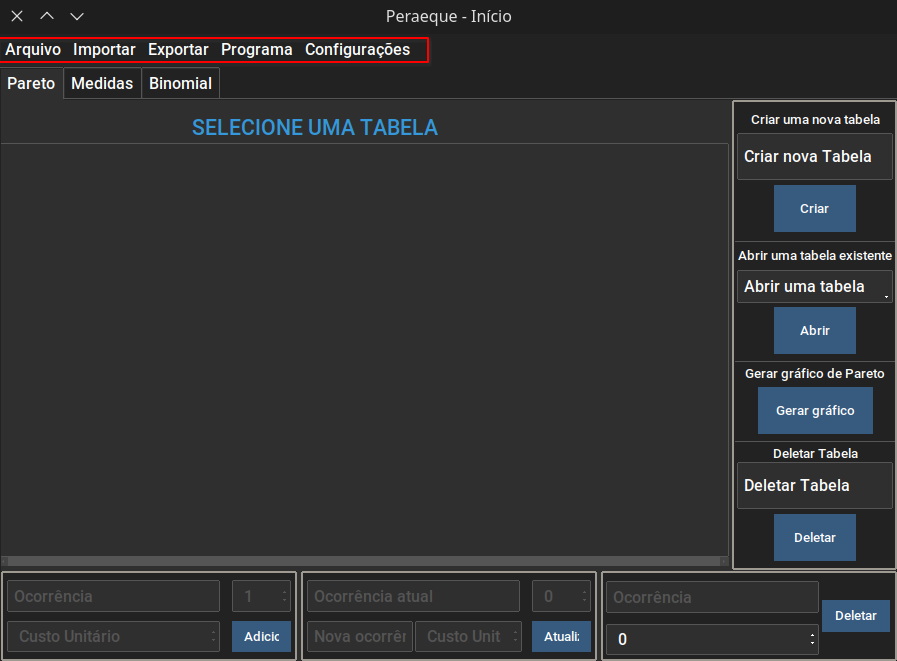 Peraeque - Início
Arquivo Importar Exportar Programa Configurações
Pareto Medidas Binomial
SELECIONE UMA TABELA
Criar uma nova tabela
Criar nova Tabela
Criar
Abrir uma tabela existente
Abrir uma tabela
Abrir
Gerar gráfico de Pareto
Gerar gráfico
Deletar Tabela
Deletar Tabela
Deletar
Ocorrência 1
Custo Unitário Adicic
Ocorrência atual 0
Nova ocorrêr Custo Unit Atuali:
Ocorrência
0
Deletar